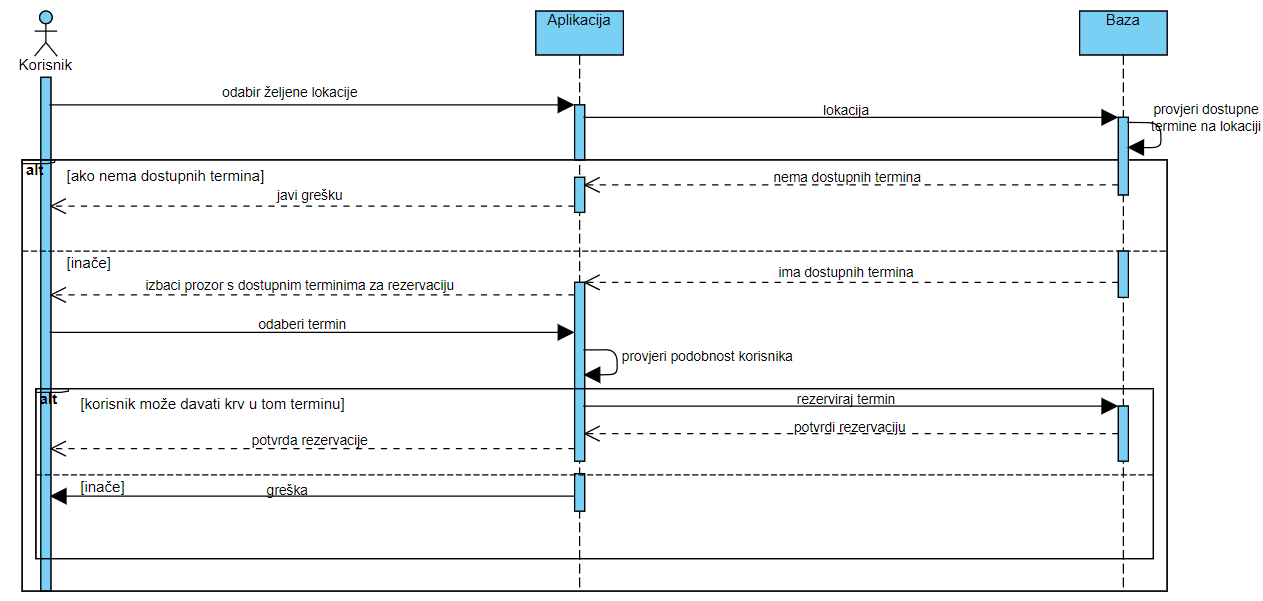 Korisnik
Aplikacija
Baza
odabir željene lokacije
lokacija
provjeri dostupne
termine na lokaciji
alt
[ako nema dostupnih termina]
nema dostupnih termina
javi grešku
[inače]
ima dostupnih termina
izbaci prozor s dostupnim terminima za rezervaciju
odaberi termin
provjeri podobnost korisnika
alt
[korisnik može davati krv u tom terminu]
rezerviraj termin
potvrdi rezervaciju
potvrda rezervacije
[inače]
greška